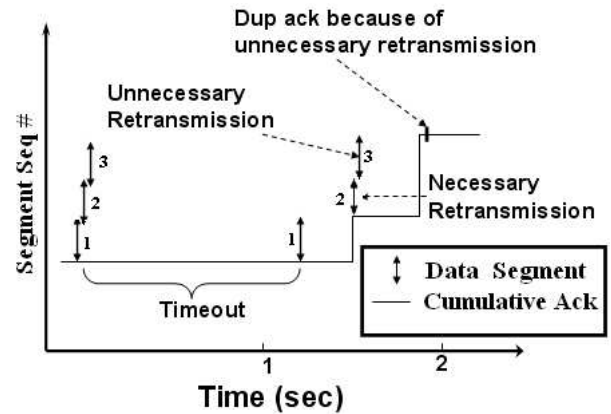 Dup ack because of
unnecessary retransmission
Unnecessary
Retransmission
Segment Seq #
3
3
2
2
Necessary
Retransmission
1
1
Data Segment
Cumulative Ack
Timeout
1
2
Time (sec)